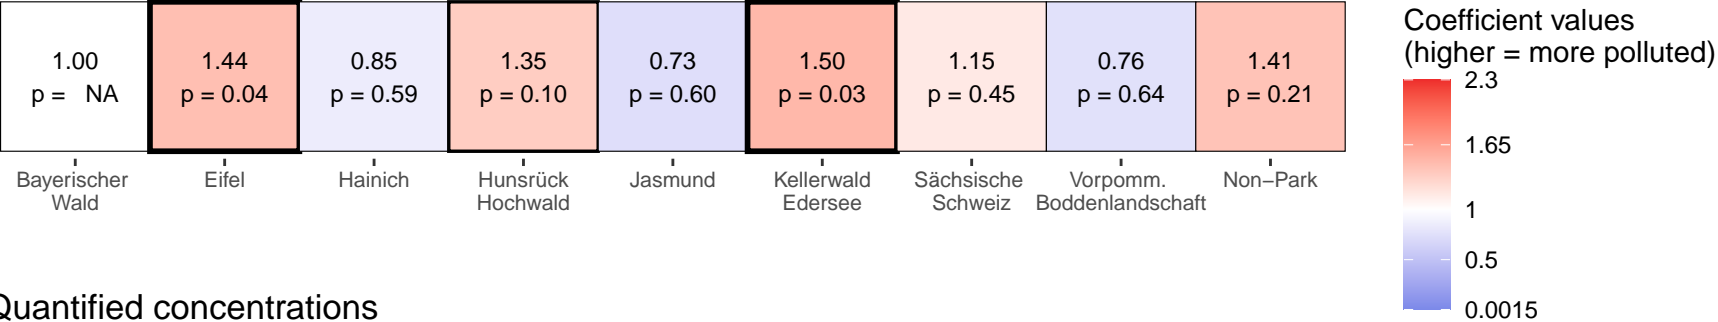 1.00
p = NA
1.44
p = 0.04
0.85
p = 0.59
1.35
p = 0.10
0.73
p = 0.60
1.50
p = 0.03
1.15
p = 0.45
0.76
p = 0.64
1.41
p = 0.21
Bayerischer
Wald
Eifel
Hainich
Hunsrück
Hochwald
Jasmund
Kellerwald
Edersee
Sächsische
Schweiz
Vorpomm.
Boddenlandschaft
Non−Park
Coefficient values
(higher = more polluted)
2.3
1.65
1
0.5
0.0015
Quantified concentrations